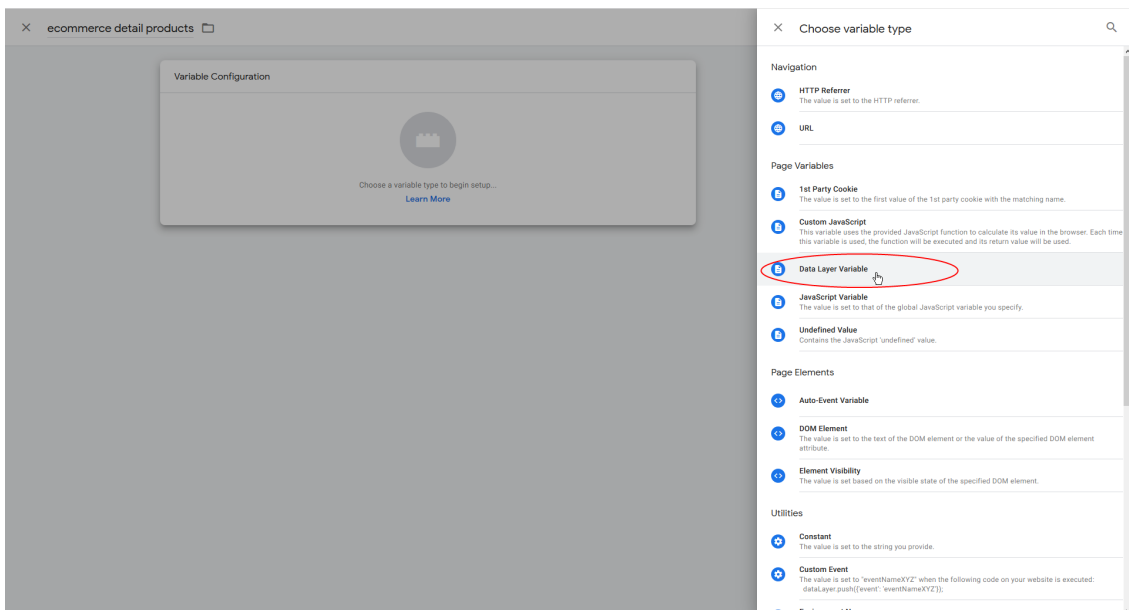 ecommerce detail products
Variable Configuration
Choose a variable type to begin setup...
Learn More
Choose variable type
Navigation
HTTP Referrer
The value is set to the HTTP referrer.
URL
Page Variables
1st Party Cookie
The value is set to the first value of the 1st party cookie with the matching name.
Custom JavaScript
This variable uses the provided JavaScript function to calculate its value in the browser. Each time
this variable is used, the function will be executed and its return value will be used.
Data Layer Variable
JavaScript Variable
The value is set to that of the global JavaScript variable you specify.
Undefined Value
Contains the JavaScript 'undefined' value.
Page Elements
Auto-Event Variable
DOM Element
The value is set to the text of the DOM element or the value of the specified DOM element
attribute.
Element Visibility
The value is set based on the visible state of the specified DOM element.
Utilities
Constant
The value is set to the string you provide.
Custom Event
The value is set to "eventNameXYZ" when the following code on your website is executed:
dataLayer.push({'event': 'eventNameXYZ'});